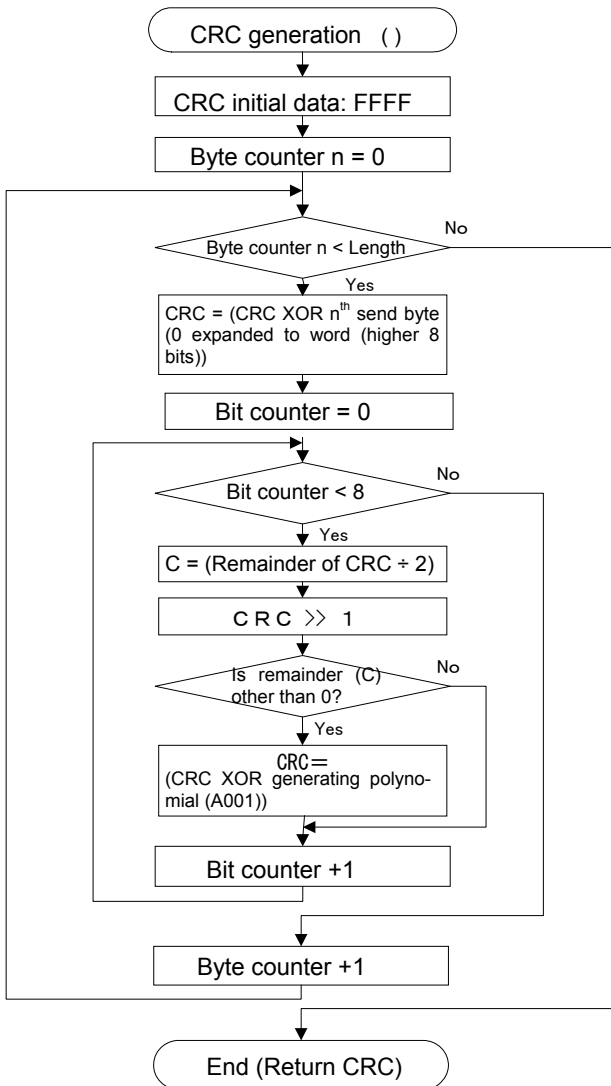 CRC generation ( )
CRC initial data: FFFF
Byte counter n = 0
Byte counter n < Length
No
Yes
CRC = (CRC XOR nth send byte
(0 expanded to word (higher 8
bits))
Bit counter = 0
Bit counter < 8
No
Yes
C = (Remainder of CRC ÷ 2)
CRC >> 1
Is remainder (C)
other than 0?
No
Yes
CRC=
(CRC XOR generating polyno-
mial (A001))
Bit counter +1
Byte counter +1
End (Return CRC)